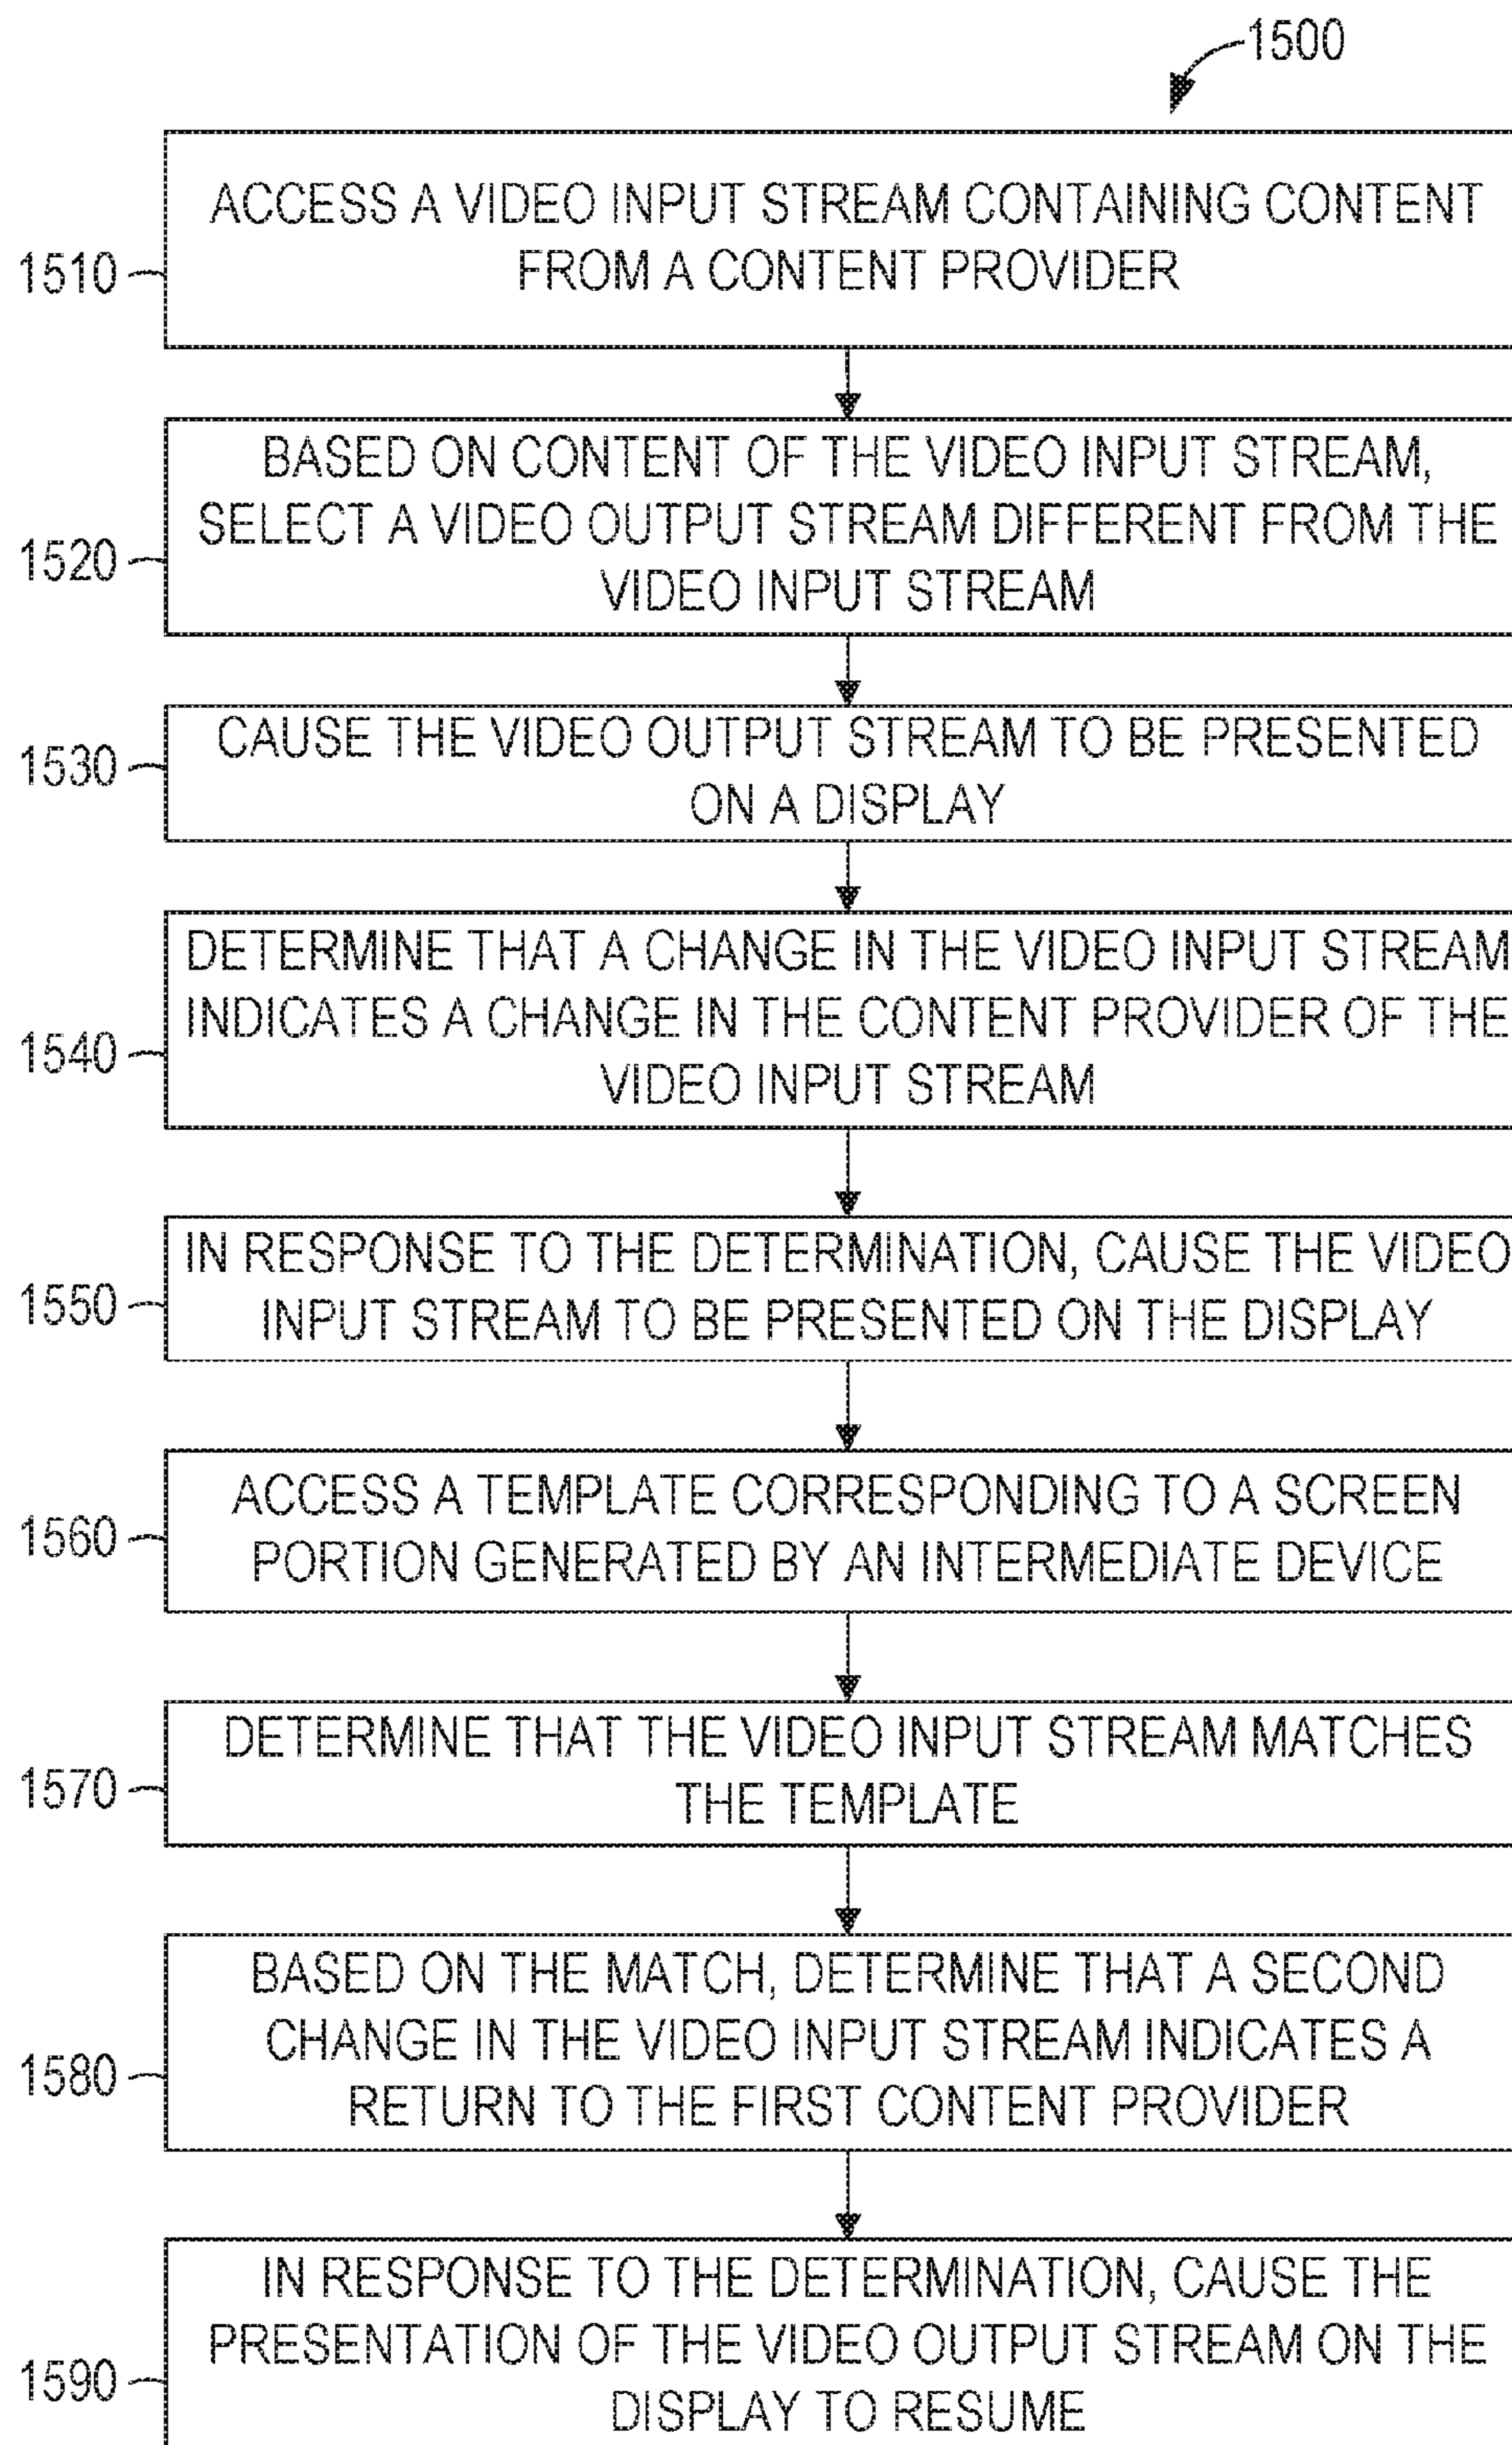 1500
ACCESS A VIDEO INPUT STREAM CONTAINING CONTENT
FROM A CONTENT PROVIDER
1510
BASED ON CONTENT OF THE VIDEO INPUT STREAM,
SELECT A VIDEO OUTPUT STREAM DIFFERENT FROM THE
VIDEO INPUT STREAM
1520
CAUSE THE VIDEO OUTPUT STREAM TO BE PRESENTED
ON A DISPLAY
1530
DETERMINE THAT A CHANGE IN THE VIDEO INPUT STREAM
INDICATES A CHANGE IN THE CONTENT PROVIDER OF THE
VIDEO INPUT STREAM
1540
IN RESPONSE TO THE DETERMINATION, CAUSE THE VIDEO
INPUT STREAM TO BE PRESENTED ON THE DISPLAY
1550
ACCESS A TEMPLATE CORRESPONDING TO A SCREEN
PORTION GENERATED BY AN INTERMEDIATE DEVICE
1560
DETERMINE THAT THE VIDEO INPUT STREAM MATCHES
THE TEMPLATE
1570
BASED ON THE MATCH, DETERMINE THAT A SECOND
CHANGE IN THE VIDEO INPUT STREAM INDICATES A
RETURN TO THE FIRST CONTENT PROVIDER
1580
IN RESPONSE TO THE DETERMINATION, CAUSE THE
PRESENTATION OF THE VIDEO OUTPUT STREAM ON THE
DISPLAY TO RESUME
1590